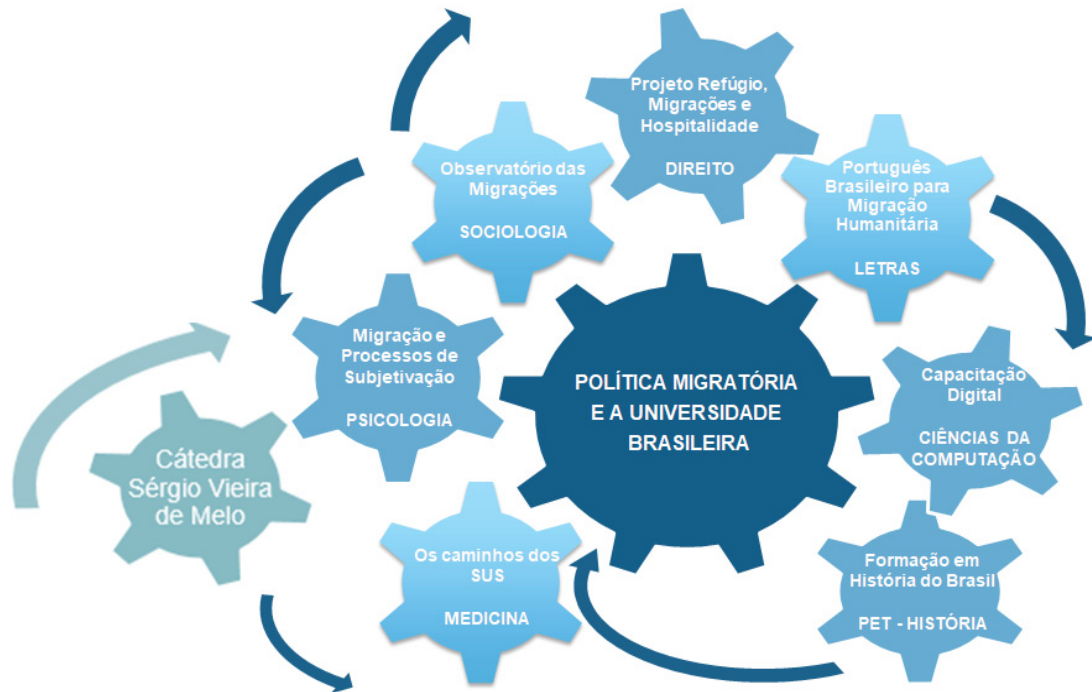 Projeto Refúgio,
Migrações e
Hospitalidade
DIREITO
Observatório das
Migrações
SOCIOLOGIA
Português
Brasileiro para
Migração
Humanitária
LETRAS
Migração e
Processos de
Subjetivação
PSICOLOGIA
POLÍTICA MIGRATÓRIA
E A UNIVERSIDADE
BRASILEIRA
Capacitação
Digital
CIÊNCIAS DA
COMPUTAÇÃO
Cátedra
Sérgio Vieira
de Melo
Os caminhos dos
SUS
MEDICINA
Formação em
História do Brasil
PET - HISTÓRIA